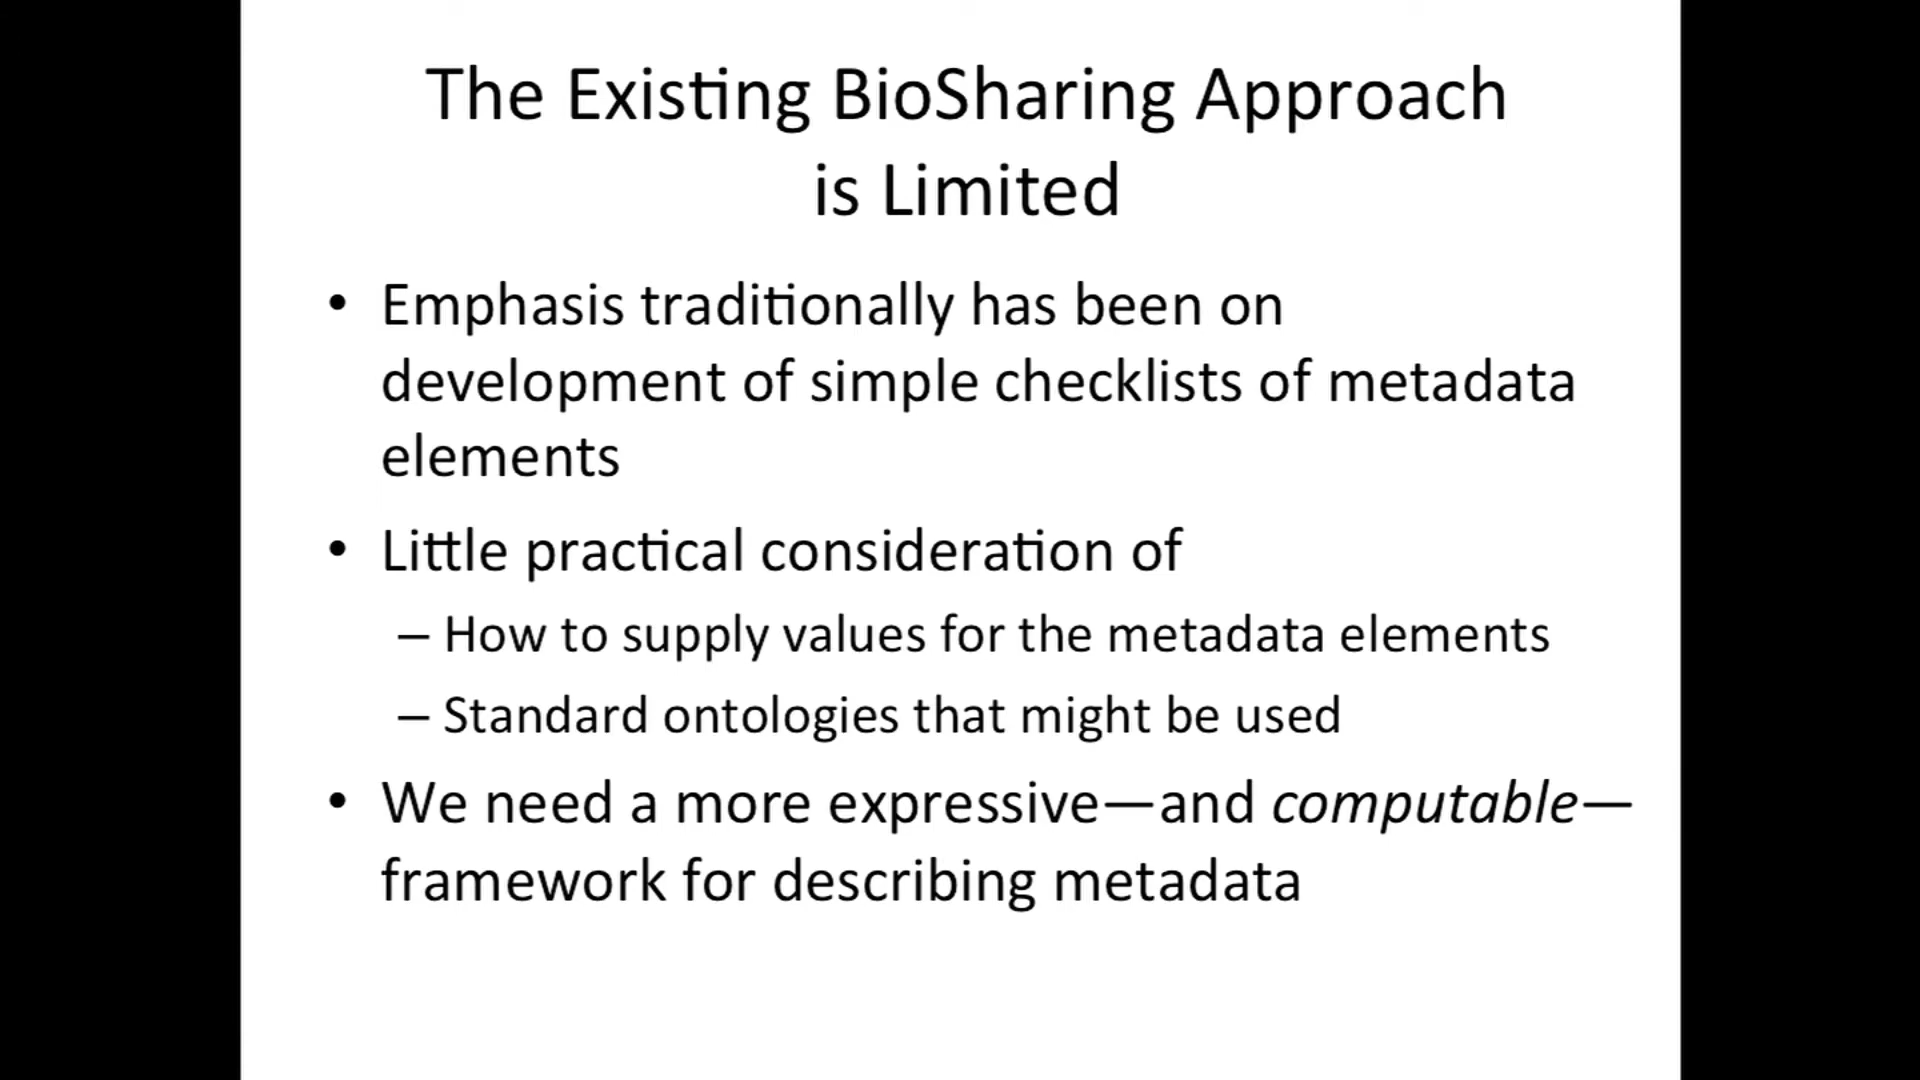 The Existing BioSharing Approach
is Limited
• Emphasis traditionally has been on
development of simple checklists of metadata
elements
• Little practical consideration of
– How to supply values for the metadata elements
– Standard ontologies that might be used
• We need a more expressive—and computable—
framework for describing metadata